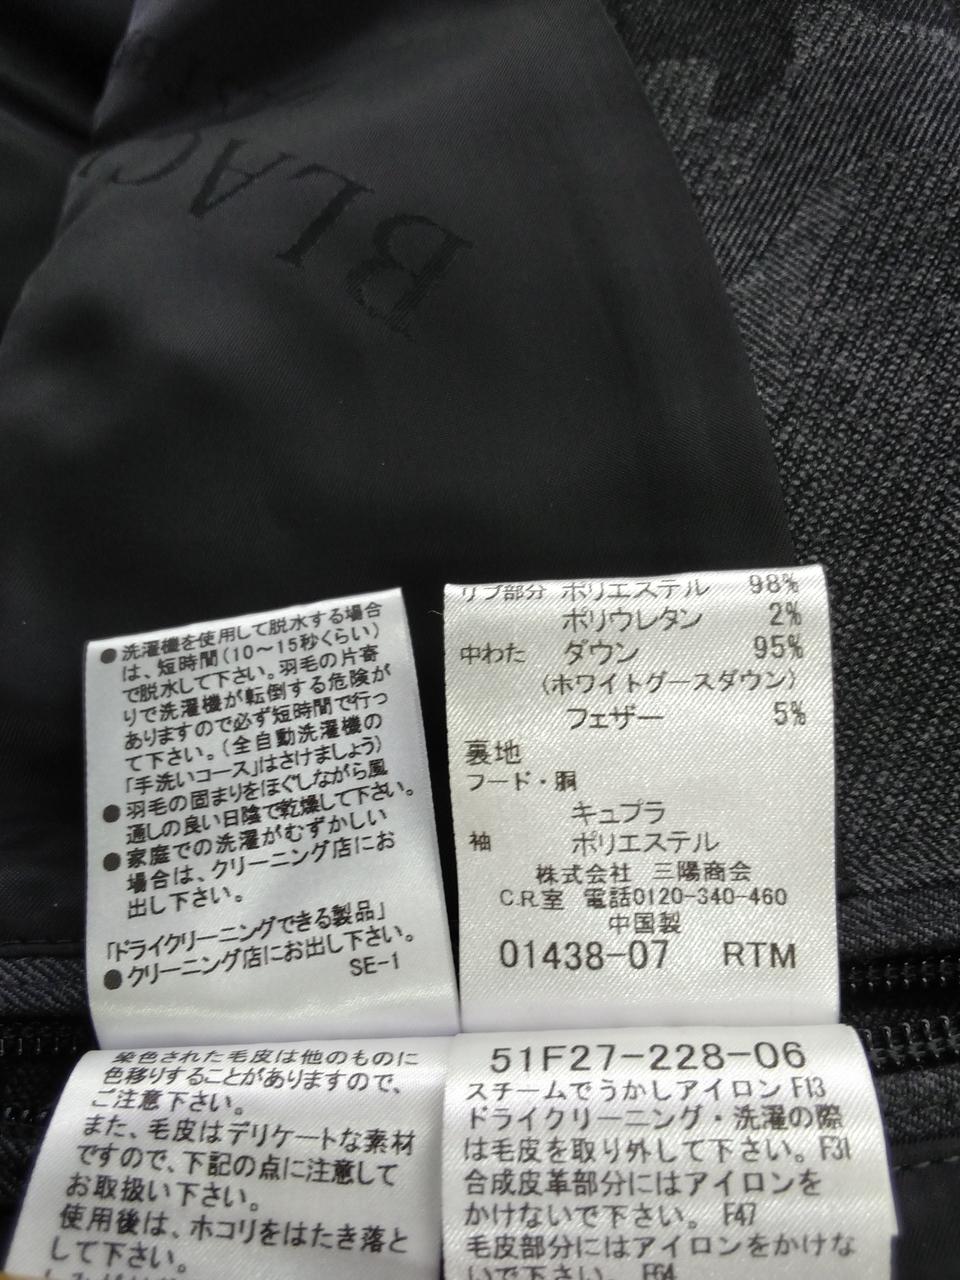 BLAC
● 洗濯機を使用して脱水する場合
は、短時間(10~15秒くらい)
で脱水して下さい。羽毛の片寄
りで洗濯機が転倒する危険が
ありますので必ず短時間で行っ
て下さい。(全自動洗濯機の
「手洗いコース」はさけましょう)
● 羽毛の固まりをほぐしながら風
通しの良い日陰で乾燥して下さい。
● 家庭での洗濯がむずかしい
場合は、クリーニング店にお
出し下さい。
「ドライクリーニングできる製品」
● クリーニング店にお出し下さい。
SE-1
リブ部分 ポリエステル 98%
ポリウレタン 2%
中わた ダウン 95%
(ホワイトグースダウン)
フェザー 5%
裏地
フード・胴
キュプラ
袖 ポリエステル
株式会社 三陽商会
C.R.室 電話0120-340-460
中国製
01438-07 RTM
染色された毛皮は他のものに
色移りすることがありますので、
ご注意下さい。
また、毛皮はデリケートな素材
ですので、下記の点に注意して
お取扱い下さい。
使用後は、ホコリをはたき落と
して下さい。
51F27-228-06
スチームでうかしアイロン F13
ドライクリーニング・洗濯の際
は毛皮を取り外して下さい。F31
合成皮革部分にはアイロンを
かけないで下さい。 F47
毛皮部分にはアイロンをかけな
いで下さい。 F64